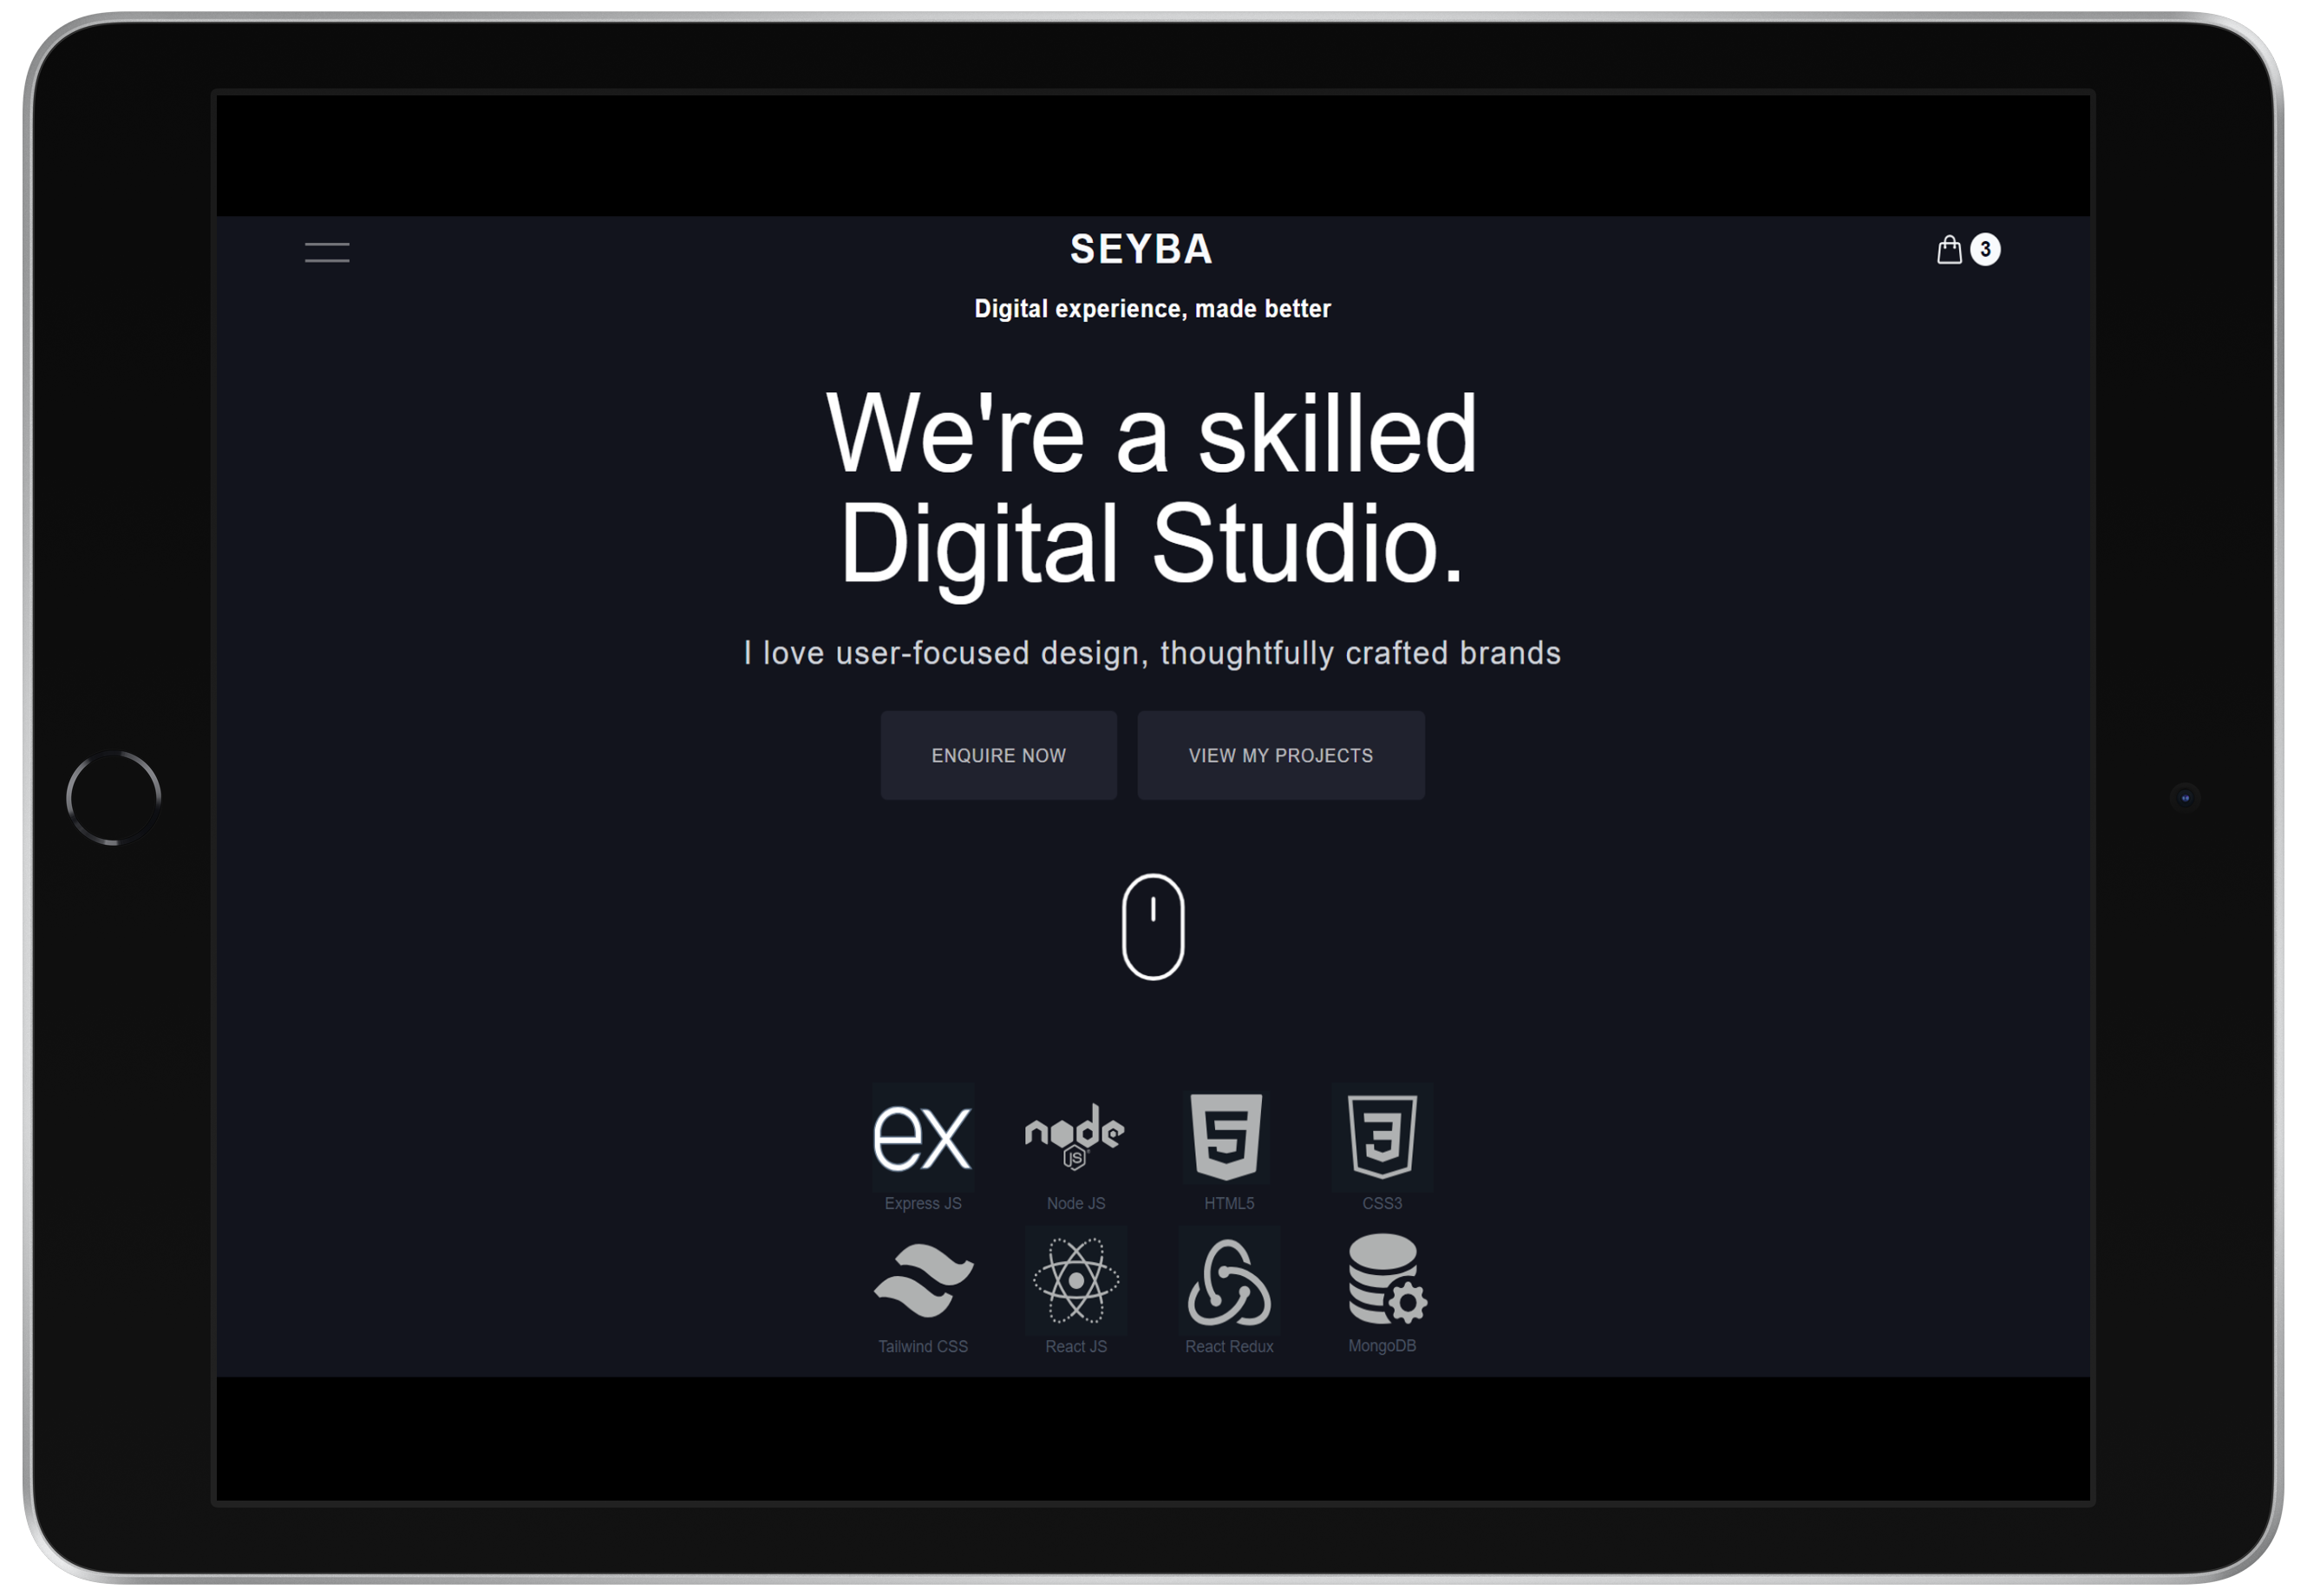 SEYBA
3
Digital experience, made better
We're a skilled
Digital Studio.
I love user-focused design, thoughtfully crafted brands
ENQUIRE NOW
VIEW MY PROJECTS
ex
node
JS
5
3
Express JS
Node JS
HTML5
CSS3
Tailwind CSS
React JS
React Redux
MongoDB